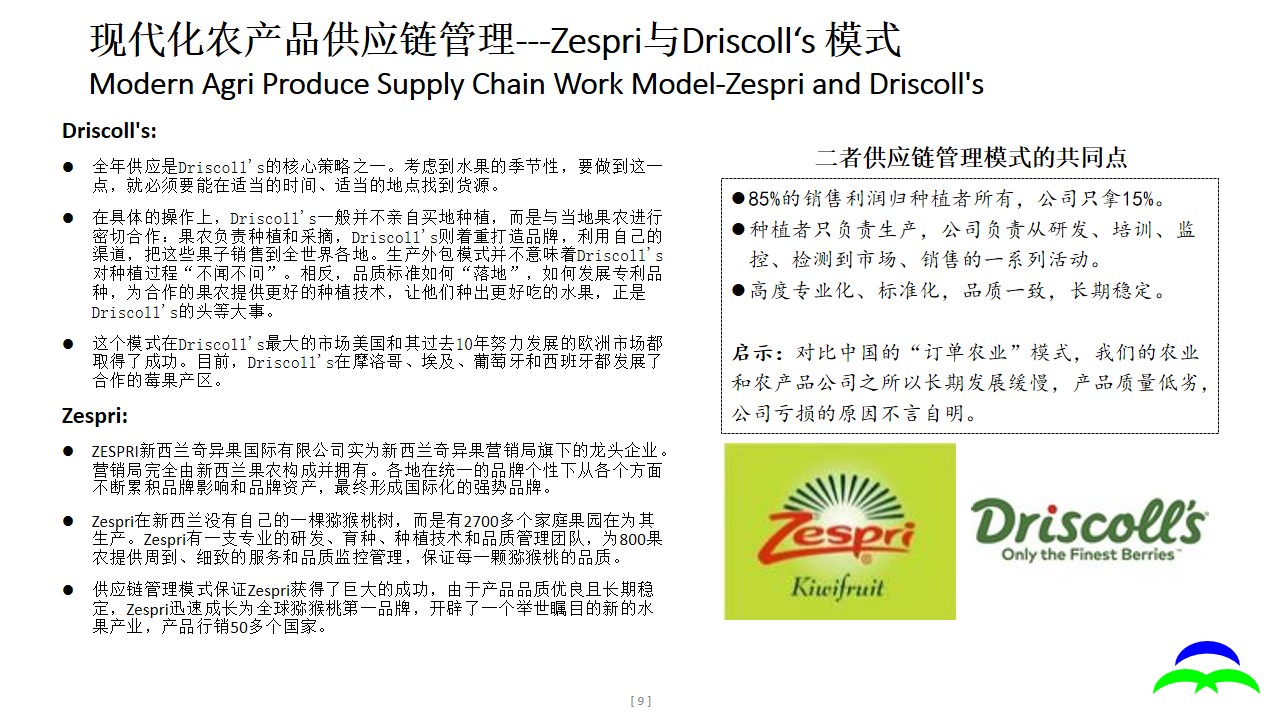 现代化农产品供应链管理---Zespri与Driscoll‘s 模式
Modern Agri Produce Supply Chain Work Model-Zespri and Driscoll's
Driscoll's:
● 全年供应是Driscoll's的核心策略之一。考虑到水果的季节性，要做到这一
点，就必须要能在适当的时间、适当的地点找到货源。
● 在具体的操作上，Driscoll's一般并不亲自买地种植，而是与当地果农进行
密切合作：果农负责种植和采摘，Driscoll's则着重打造品牌，利用自己的
渠道，把这些果子销售到全世界各地。生产外包模式并不意味着Driscoll's
对种植过程“不闻不问”。相反，品质标准如何“落地”，如何发展专利品
种，为合作的果农提供更好的种植技术，让他们种出更好吃的水果，正是
Driscoll's的头等大事。
● 这个模式在Driscoll's最大的市场美国和其过去10年努力发展的欧洲市场都
取得了成功。目前，Driscoll's在摩洛哥、埃及、葡萄牙和西班牙都发展了
合作的莓果产区。
Zespri:
● ZESPRI新西兰奇异果国际有限公司实为新西兰奇异果营销局旗下的龙头企业。
营销局完全由新西兰果农构成并拥有。各地在统一的品牌个性下从各个方面
不断累积品牌影响和品牌资产，最终形成国际化的强势品牌。
● Zespri在新西兰没有自己的一棵猕猴桃树，而是有2700多个家庭果园在为其
生产。Zespri有一支专业的研发、育种、种植技术和品质管理团队，为800果
农提供周到、细致的服务和品质监控管理，保证每一颗猕猴桃的品质。
● 供应链管理模式保证Zespri获得了巨大的成功，由于产品品质优良且长期稳
定，Zespri迅速成长为全球猕猴桃第一品牌，开辟了一个举世瞩目的新的水
果产业，产品行销50多个国家。
二者供应链管理模式的共同点
●85%的销售利润归种植者所有，公司只拿15%。
●种植者只负责生产，公司负责从研发、培训、监
控、检测到市场、销售的一系列活动。
●高度专业化、标准化，品质一致，长期稳定。
启示：对比中国的“订单农业”模式，我们的农业
和农产品公司之所以长期发展缓慢，产品质量低劣，
公司亏损的原因不言自明。
Zespri
Kiwifruit
Driscoll's
Only the Finest Berries™
[ 9 ]